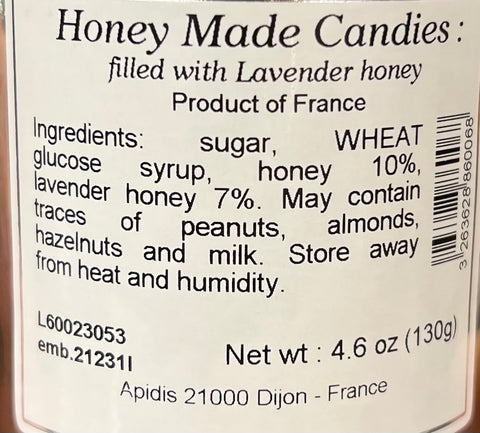 Honey Made Candies :
filled with Lavender honey
Product of France
Ingredients: sugar, WHEAT
glucose syrup, honey 10%,
lavender honey 7%. May contain
traces of peanuts, almonds,
hazelnuts and milk. Store away
from heat and humidity.
3 263628 860068
L60023053
emb.21231I
Net wt : 4.6 oz (130g)
Apidis 21000 Dijon - France